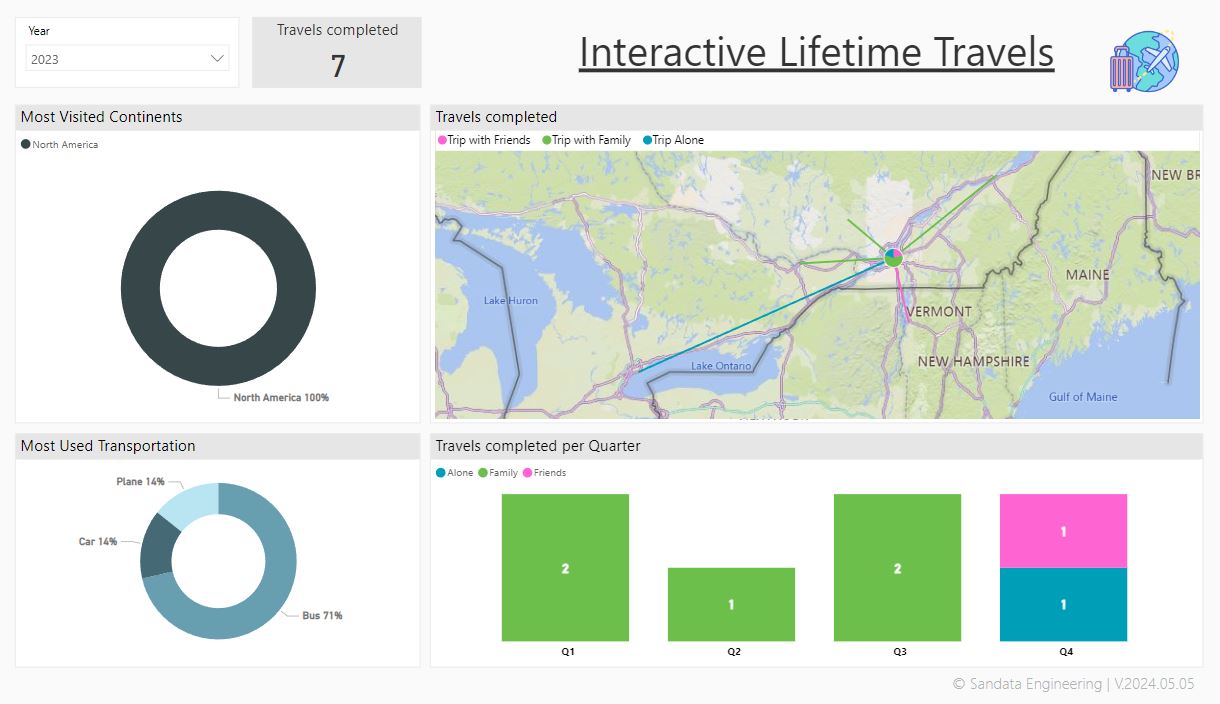 Year
2023
Travels completed
7
Interactive Lifetime Travels
Most Visited Continents
North America
North America 100%
Travels completed
Trip with Friends Trip with Family Trip Alone
NEW BR
MAINE
Lake Huron
VERMONT
Lake Ontario
NEW HAMPSHIRE
Gulf of Maine
Most Used Transportation
Plane 14%
Car 14%
Bus 71%
Travels completed per Quarter
Alone Family Friends
2
1
2
1
1
Q1 Q2 Q3 Q4
© Sandata Engineering | V.2024.05.05